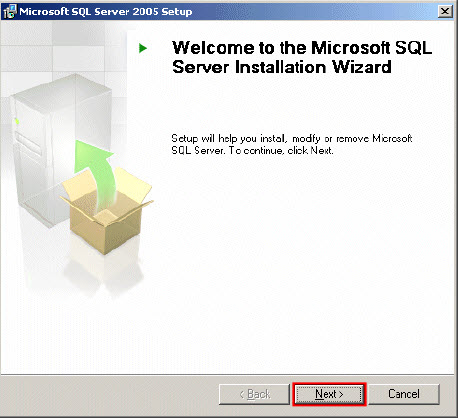 Microsoft SQL Server 2005 Setup
Welcome to the Microsoft SQL
Server Installation Wizard
Setup will help you install, modify or remove Microsoft
SQL Server. To continue, click Next.
< Back
Next >
Cancel